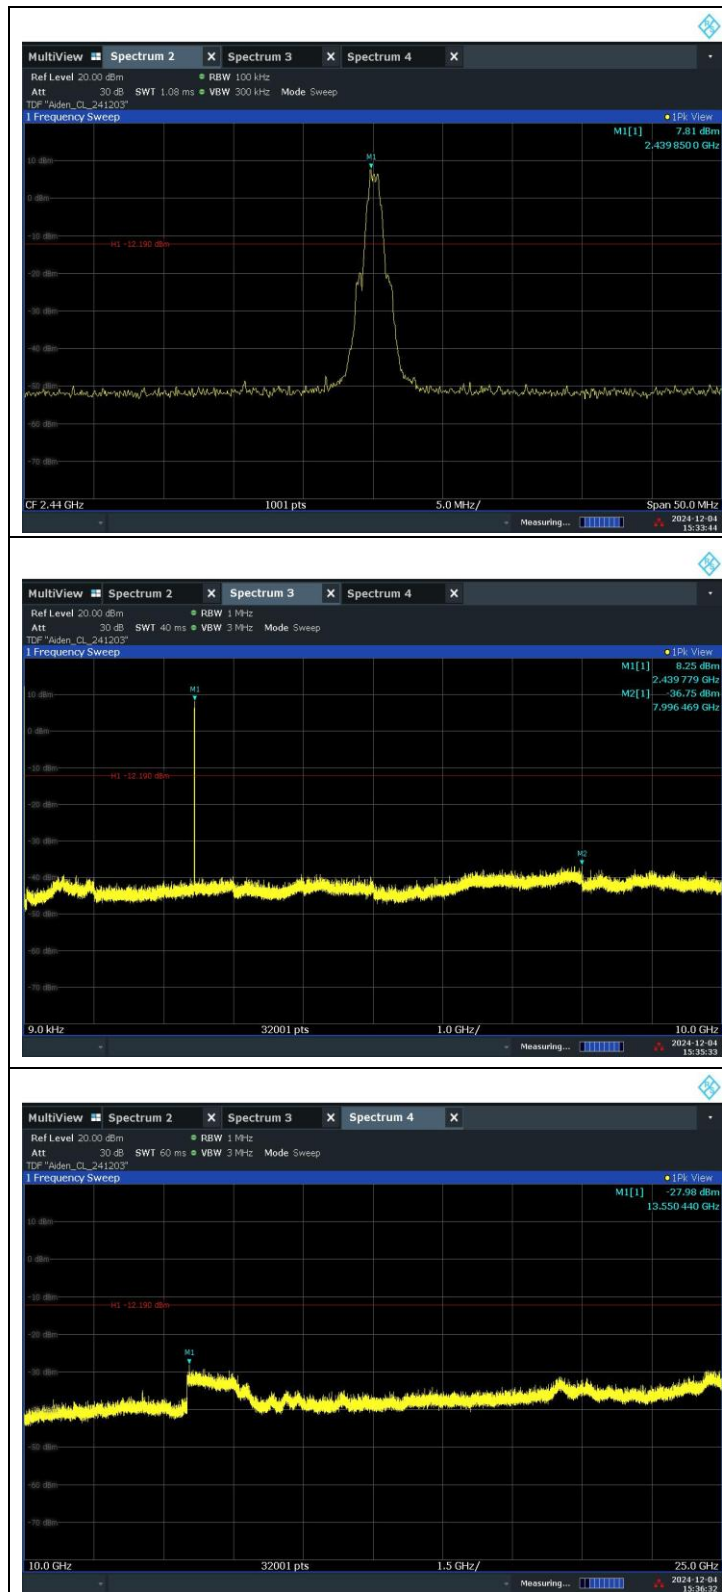 MultiView Spectrum 2 X Spectrum 3 X Spectrum 4 X
Ref Level 20.00 dBm RBW 100 kHz
Att 30 dB SWT 1.08 ms VBW 300 kHz Mode Sweep
TDF "Aiden_CL_241203"
1 Frequency Sweep 1Pk View
M1[1] 7.81 dBm
2.439 850 0 GHz
M1
10 dBm
0 dBm
-10 dBm
H1 -12.190 dBm
-20 dBm
-30 dBm
-40 dBm
-50 dBm
-60 dBm
-70 dBm
CF 2.44 GHz 1001 pts 5.0 MHz/ Span 50.0 MHz
Measuring... 2024-12-04
15:33:44
MultiView Spectrum 2 X Spectrum 3 X Spectrum 4 X
Ref Level 20.00 dBm RBW 1 MHz
Att 30 dB SWT 40 ms VBW 3 MHz Mode Sweep
TDF "Aiden_CL_241203"
1 Frequency Sweep 1Pk View
M1[1] 8.25 dBm
2.439 779 GHz
M2[1] -36.75 dBm
7.996 469 GHz
M1
10 dBm
0 dBm
-10 dBm
H1 -12.190 dBm
-20 dBm
-30 dBm
M2
-40 dBm
-50 dBm
-60 dBm
-70 dBm
9.0 kHz 32001 pts 1.0 GHz/ 10.0 GHz
Measuring... 2024-12-04
15:35:33
MultiView Spectrum 2 X Spectrum 3 X Spectrum 4 X
Ref Level 20.00 dBm RBW 1 MHz
Att 30 dB SWT 60 ms VBW 3 MHz Mode Sweep
TDF "Aiden_CL_241203"
1 Frequency Sweep 1Pk View
M1[1] -27.98 dBm
13.550 440 GHz
10 dBm
0 dBm
-10 dBm
H1 -12.190 dBm
-20 dBm
M1
-30 dBm
-40 dBm
-50 dBm
-60 dBm
-70 dBm
10.0 GHz 32001 pts 1.5 GHz/ 25.0 GHz
Measuring... 2024-12-04
15:36:32